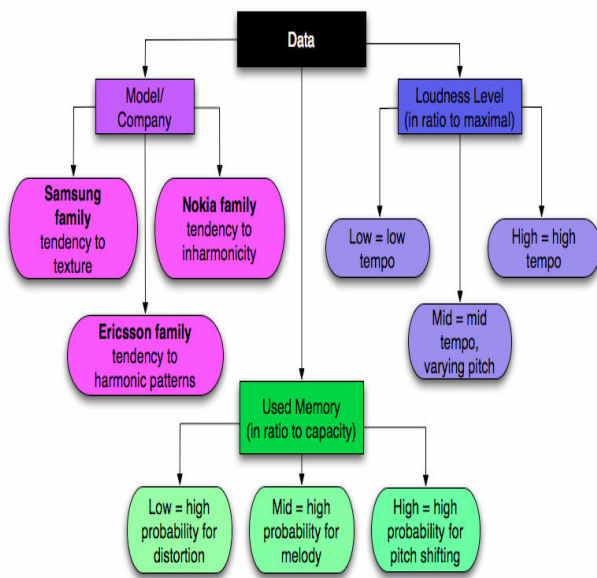 Data
Model/
Company
Loudness Level
(in ratio to maximal)
Samsung
family
tendency to
texture
Nokia family
tendency to
inharmonicity
Low = low
tempo
High = high
tempo
Ericsson family
tendency to
harmonic patterns
Mid = mid
tempo,
varying pitch
Used Memory
(in ratio to capacity)
Low = high
probability for
distortion
Mid = high
probability for
melody
High = high
probability for
pitch shifting